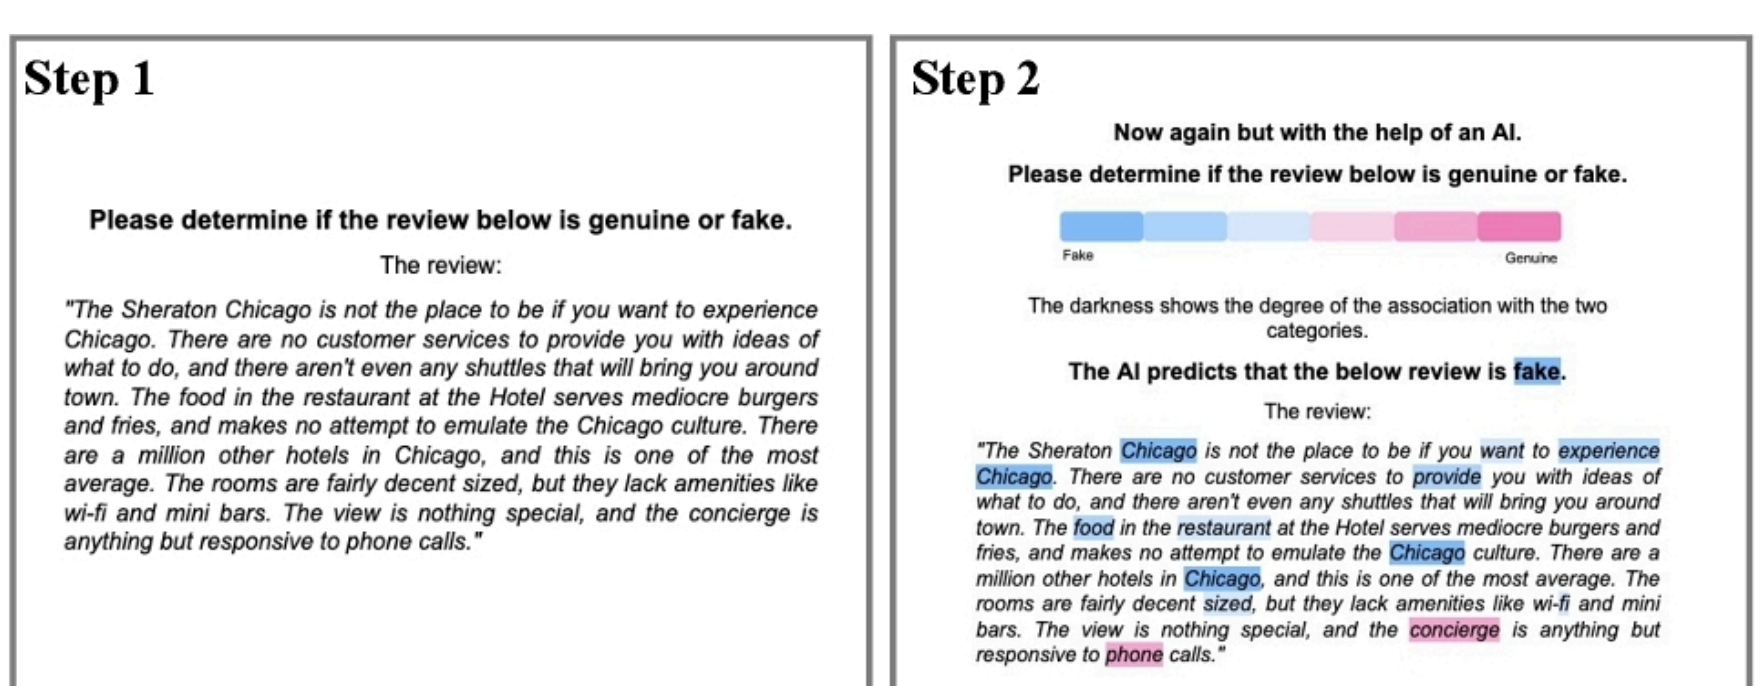 Step 1
Please determine if the review below is genuine or fake.
The review:
"The Sheraton Chicago is not the place to be if you want to experience
Chicago. There are no customer services to provide you with ideas of
what to do, and there aren't even any shuttles that will bring you around
town. The food in the restaurant at the Hotel serves mediocre burgers
and fries, and makes no attempt to emulate the Chicago culture. There
are a million other hotels in Chicago, and this is one of the most
average. The rooms are fairly decent sized, but they lack amenities like
wi-fi and mini bars. The view is nothing special, and the concierge is
anything but responsive to phone calls."
Step 2
Now again but with the help of an AI.
Please determine if the review below is genuine or fake.
Fake
Genuine
The darkness shows the degree of the association with the two
categories.
The AI predicts that the below review is fake.
The review:
"The Sheraton Chicago is not the place to be if you want to experience
Chicago. There are no customer services to provide you with ideas of
what to do, and there aren't even any shuttles that will bring you around
town. The food in the restaurant at the Hotel serves mediocre burgers and
fries, and makes no attempt to emulate the Chicago culture. There are a
million other hotels in Chicago, and this is one of the most average. The
rooms are fairly decent sized, but they lack amenities like wi-fi and mini
bars. The view is nothing special, and the concierge is anything but
responsive to phone calls."